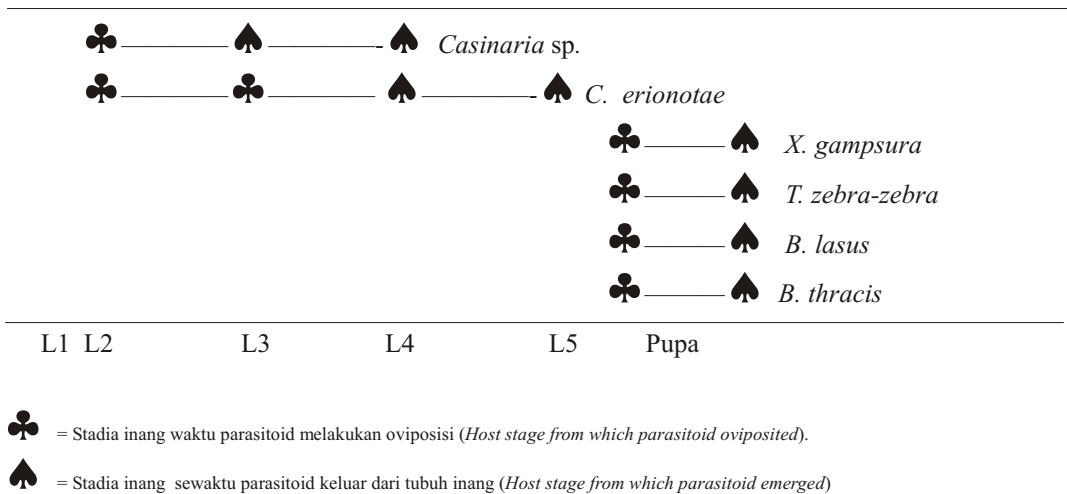 ♣ ♠ ♠ Casinaria sp.
♣ ♣ ♠ ♠ C. erionotae
♣ ♠ X. gampsura
♣ ♠ T. zebra-zebra
♣ ♠ B. lasus
♣ ♠ B. thracis
L1 L2 L3 L4 L5 Pupa
♣ = Stadia inang waktu parasitoid melakukan oviposisi (Host stage from which parasitoid oviposited).
♠ = Stadia inang sewaktu parasitoid keluar dari tubuh inang (Host stage from which parasitoid emerged)